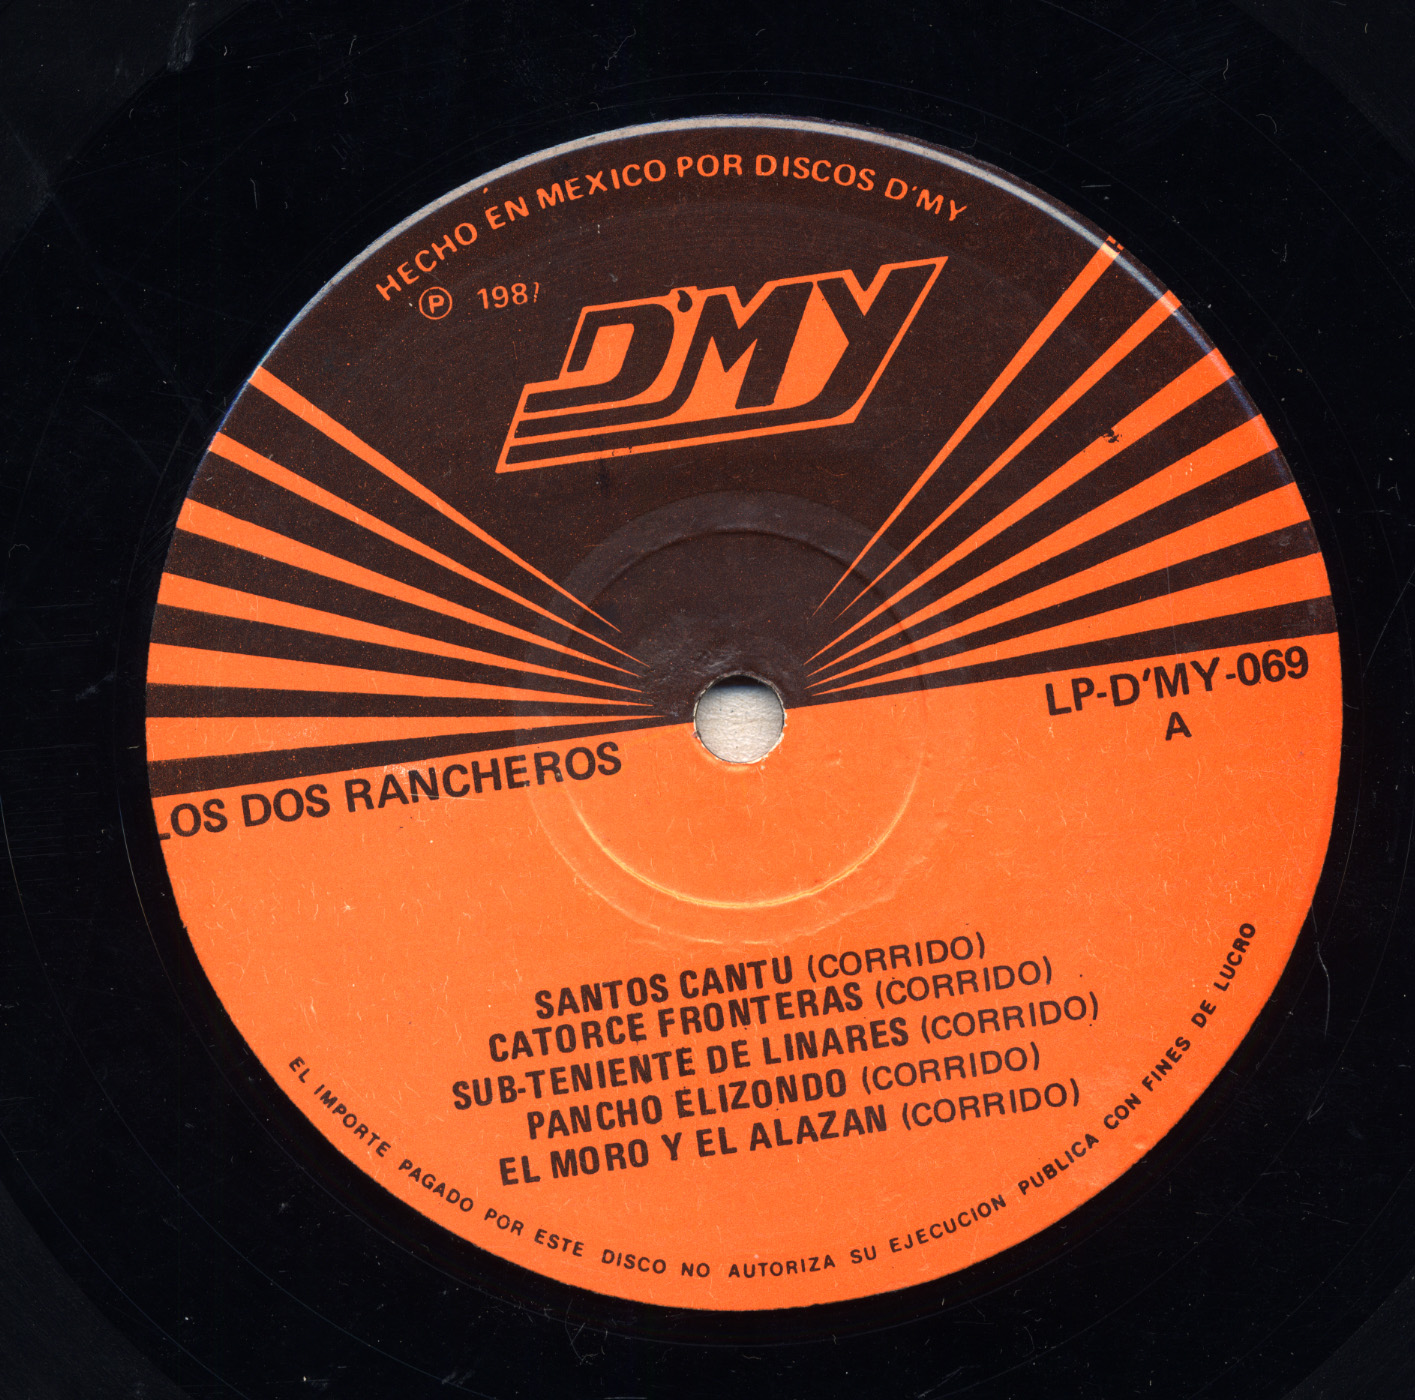 HECHO EN MEXICO POR DISCOS D'MY
Ⓟ 198
D'MY
LP-D'MY-069
A
LOS DOS RANCHEROS
SANTOS CANTU (CORRIDO)
CATORCE FRONTERAS (CORRIDO)
SUB-TENIENTE DE LINARES (CORRIDO)
PANCHO ELIZONDO (CORRIDO)
EL MORO Y EL ALAZAN (CORRIDO)
EL IMPORTE PAGADO POR ESTE DISCO NO AUTORIZA SU EJECUCION PUBLICA CON FINES DE LUCRO